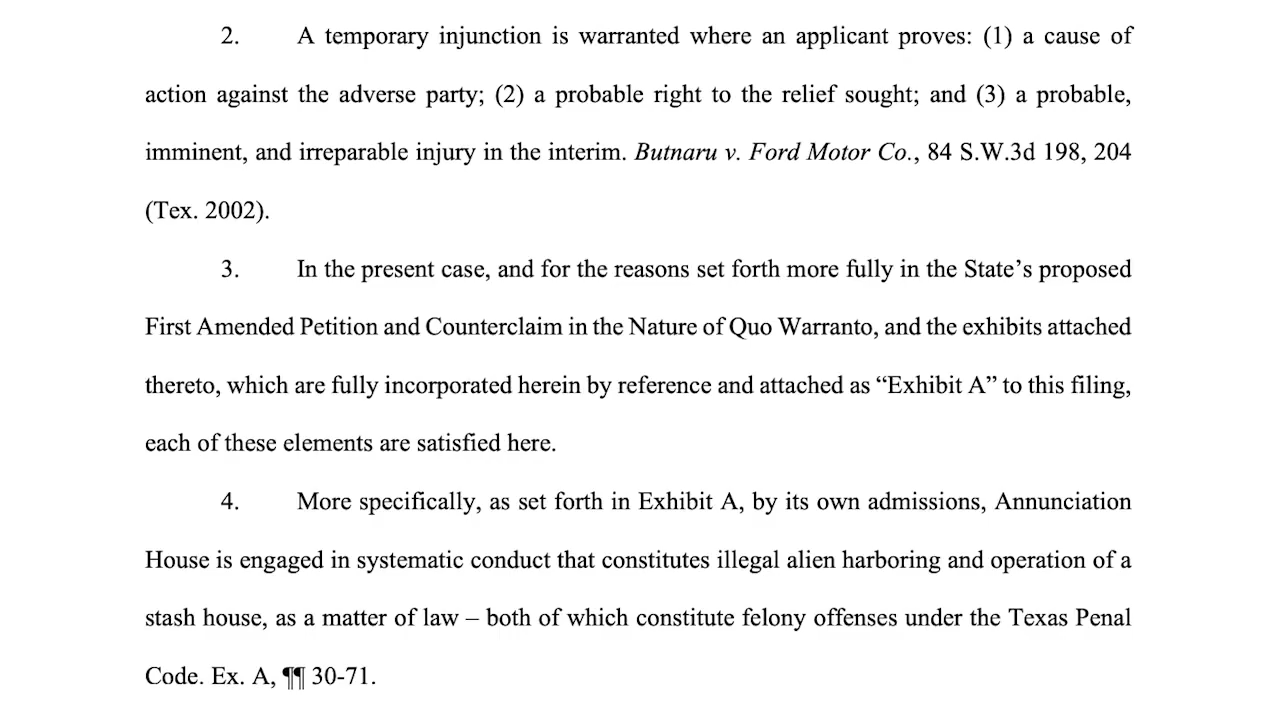 2. A temporary injunction is warranted where an applicant proves: (1) a cause of
action against the adverse party; (2) a probable right to the relief sought; and (3) a probable,
imminent, and irreparable injury in the interim. Butnaru v. Ford Motor Co., 84 S.W.3d 198, 204
(Tex. 2002).
3. In the present case, and for the reasons set forth more fully in the State’s proposed
First Amended Petition and Counterclaim in the Nature of Quo Warranto, and the exhibits attached
thereto, which are fully incorporated herein by reference and attached as “Exhibit A” to this filing,
each of these elements are satisfied here.
4. More specifically, as set forth in Exhibit A, by its own admissions, Annunciation
House is engaged in systematic conduct that constitutes illegal alien harboring and operation of a
stash house, as a matter of law – both of which constitute felony offenses under the Texas Penal
Code. Ex. A, ¶¶ 30-71.